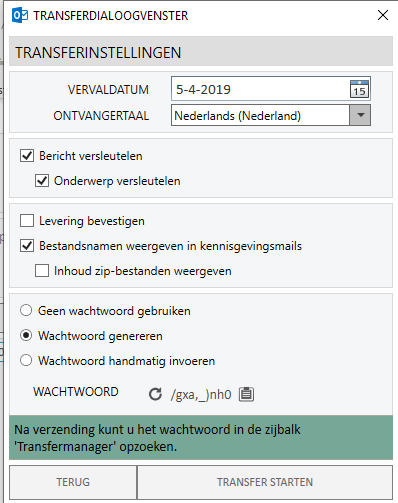 TRANSFERDIALOOGVENSTER
TRANSFERINSTELLINGEN
VERVALDATUM 5-4-2019 15
ONTVANGERTAAL Nederlands (Nederland)
Bericht versleutelen
Onderwerp versleutelen
Levering bevestigen
Bestandsnamen weergeven in kennisgevingsmails
Inhoud zip-bestanden weergeven
Geen wachtwoord gebruiken
Wachtwoord genereren
Wachtwoord handmatig invoeren
WACHTWOORD /gxa,_)nh0
Na verzending kunt u het wachtwoord in de zijbalk
'Transfermanager' opzoeken.
TERUG TRANSFER STARTEN